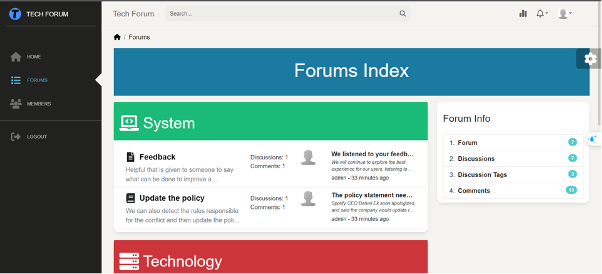 TECH FORUM
HOME
FORUMS
MEMBERS
LOGOUT
Tech Forum
Search...
/ Forums
Forums Index
System
Feedback
Helpful that is given to someone to say
what can be done to improve a...
Discussions: 1
Comments: 1
We listened to your feedb...
We will continue to explore the best
experience for our users, listening to...
admin - 33 minutes ago
Update the policy
We can also detect the rules responsible
for the conflict and then update the poli...
Discussions: 1
Comments: 1
The policy statement nee...
Spotify CEO Daniel Ek soon apologized,
and said the company would update t...
admin - 33 minutes ago
Technology
Forum Info
1. Forum 7
2. Discussions 7
3. Discussion Tags
4. Comments